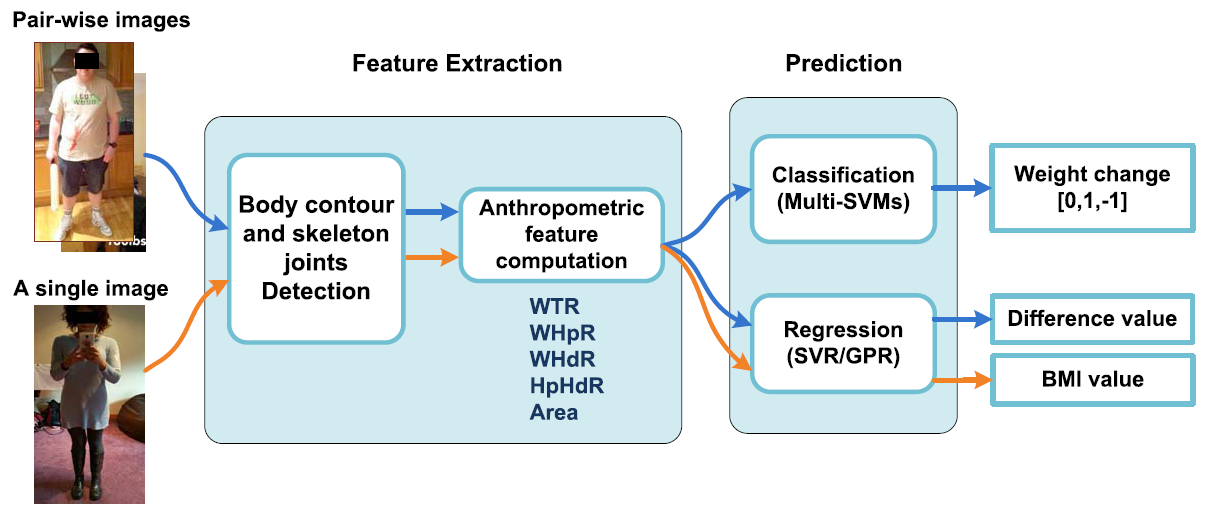 Pair-wise images
Feature Extraction
Prediction
A single image
Body contour
and skeleton
joints
Detection
Anthropometric
feature
computation
WTR
WHpR
WHdR
HpHdR
Area
Classification
(Multi-SVMs)
Regression
(SVR/GPR)
Weight change
[0,1,-1]
Difference value
BMI value